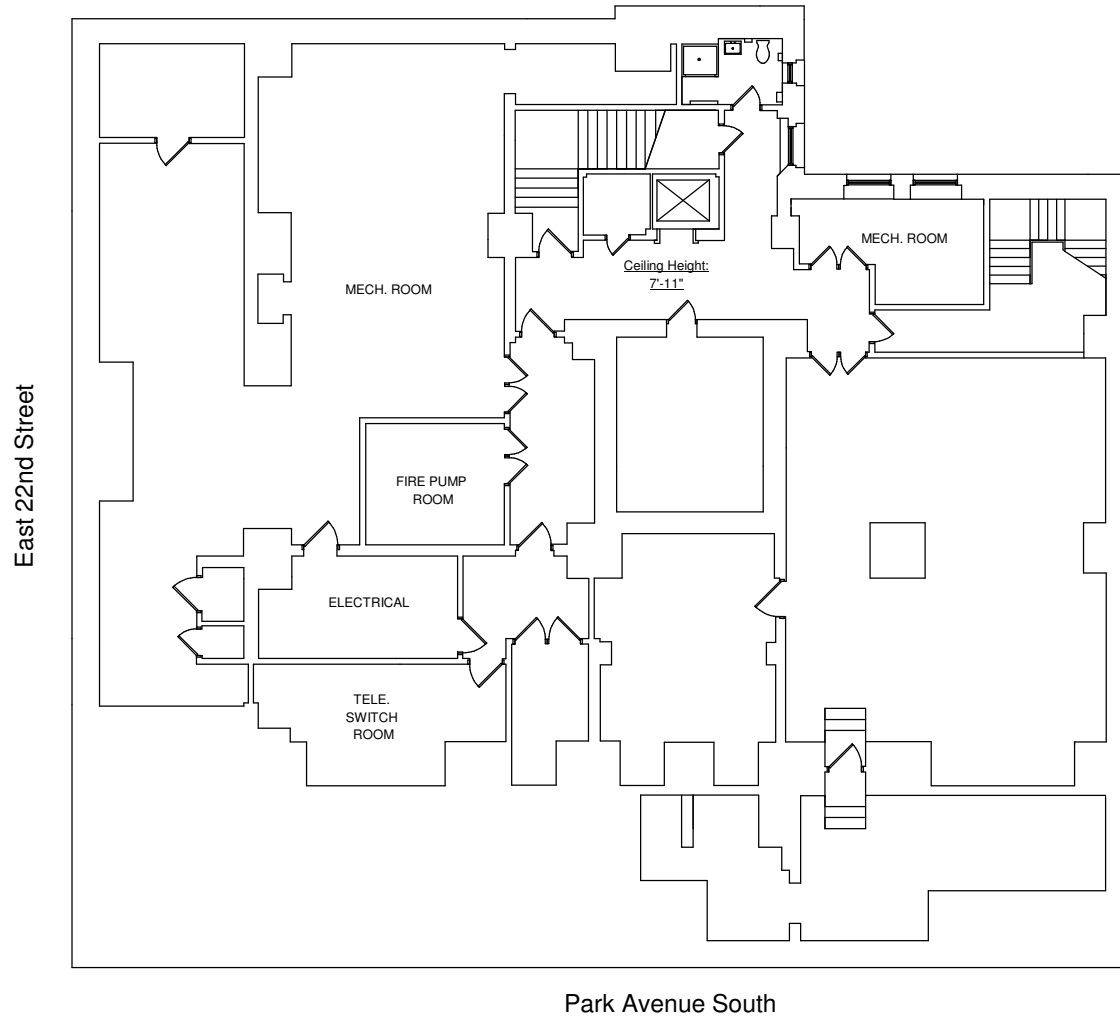 MECH. ROOM
Ceiling Height:
7'-11"
MECH. ROOM
East 22nd Street
FIRE PUMP
ROOM
ELECTRICAL
TELE.
SWITCH
ROOM
Park Avenue South